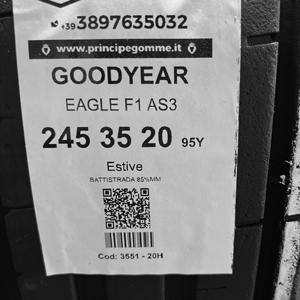 +39 3897635032
www.principegomme.it
GOODYEAR
EAGLE F1 AS3
245 35 20 95Y
Estive
BATTISTRADA 85%MM
Cod: 3551 - 20H